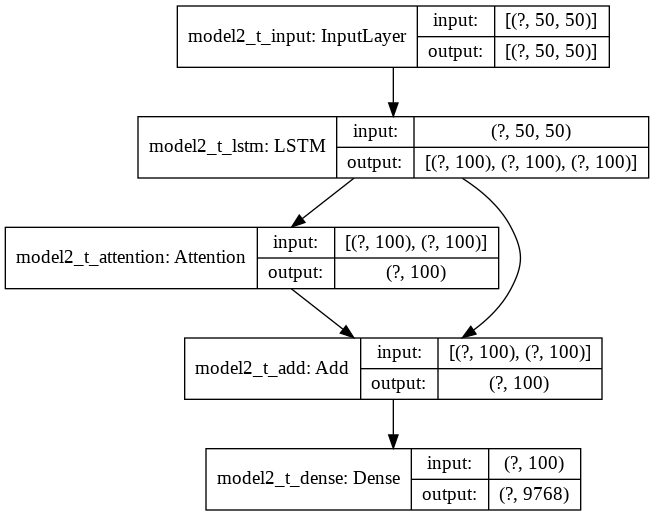 model2_t_input: InputLayer
input: [(?, 50, 50)]
output: [(?, 50, 50)]
model2_t_lstm: LSTM
input: (?, 50, 50)
output: [(?, 100), (?, 100), (?, 100)]
model2_t_attention: Attention
input: [(?, 100), (?, 100)]
output: (?, 100)
model2_t_add: Add
input: [(?, 100), (?, 100)]
output: (?, 100)
model2_t_dense: Dense
input: (?, 100)
output: (?, 9768)